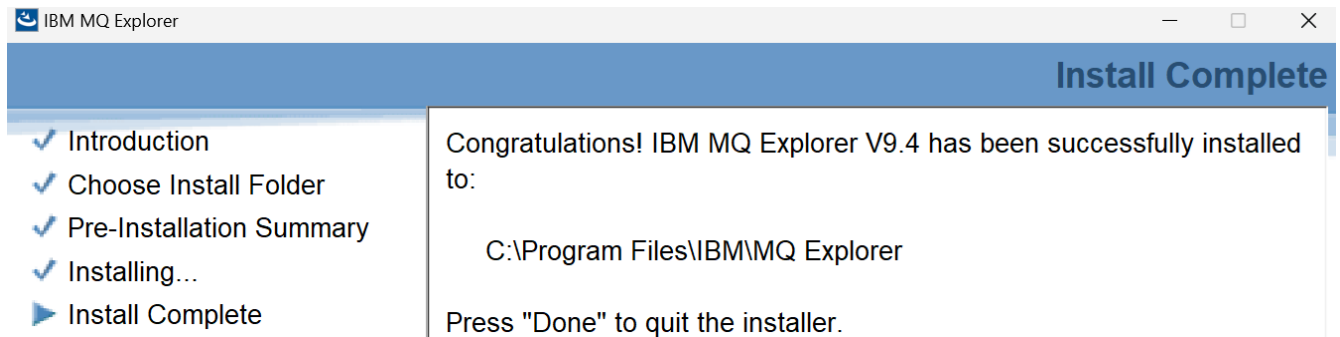 IBM MQ Explorer
Install Complete
Introduction
Choose Install Folder
Pre-Installation Summary
Installing...
Install Complete
Congratulations! IBM MQ Explorer V9.4 has been successfully installed
to:
C:\Program Files\IBM\MQ Explorer
Press "Done" to quit the installer.